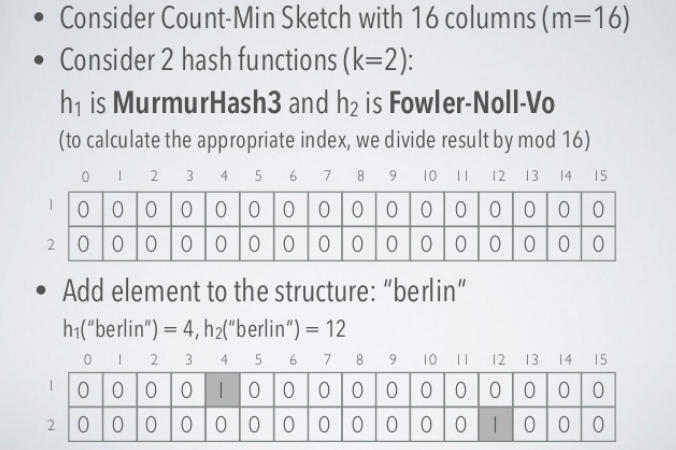 • Consider Count-Min Sketch with 16 columns (m=16)
• Consider 2 hash functions (k=2):
h₁ is MurmurHash3 and h₂ is Fowler-Noll-Vo
(to calculate the appropriate index, we divide result by mod 16)
0 1 2 3 4 5 6 7 8 9 10 11 12 13 14 15
1 0 0 0 0 0 0 0 0 0 0 0 0 0 0 0 0
2 0 0 0 0 0 0 0 0 0 0 0 0 0 0 0 0
• Add element to the structure: "berlin"
h₁("berlin") = 4, h₂("berlin") = 12
0 1 2 3 4 5 6 7 8 9 10 11 12 13 14 15
1 0 0 0 0 1 0 0 0 0 0 0 0 0 0 0 0
2 0 0 0 0 0 0 0 0 0 0 0 0 1 0 0 0